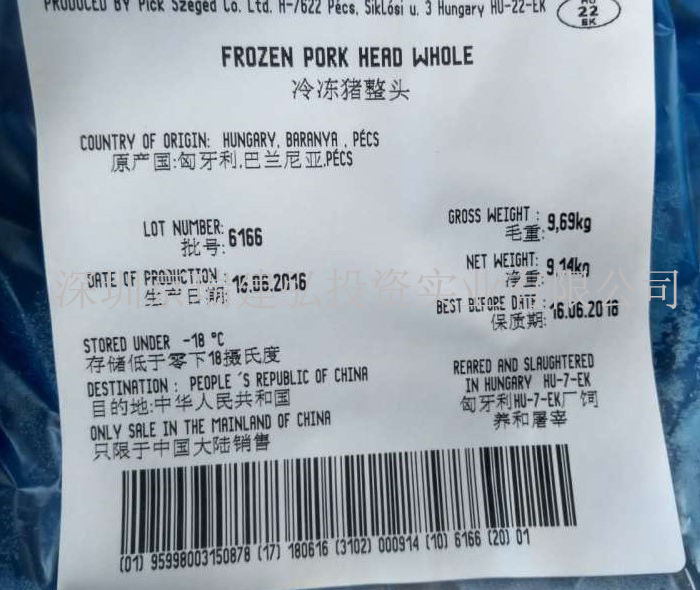 PRODUCED BY Pick Szeged Co. Ltd. H-7622 Pécs, Siklósi u. 3 Hungary HU-22-EK
HU
22
EK
FROZEN PORK HEAD WHOLE
冷冻猪整头
COUNTRY OF ORIGIN: HUNGARY, BARANYA , PÉCS
原产国:匈牙利,巴兰尼亚,PÉCS
LOT NUMBER:
批号: 6166
GROSS WEIGHT :
毛重: 9,69kg
NET WEIGHT:
净重: 9,14kg
DATE OF PRODUCTION :
生产日期: 16.06.2016
BEST BEFORE DATE :
保质期: 16.06.2018
深圳 建弘投资实业有限公司
STORED UNDER -18 °C
存储低于零下18摄氏度
DESTINATION : PEOPLE´S REPUBLIC OF CHINA
目的地:中华人民共和国
ONLY SALE IN THE MAINLAND OF CHINA
只限于中国大陆销售
REARED AND SLAUGHTERED
IN HUNGARY HU-7-EK
匈牙利HU-7-EK厂饲
养和屠宰
(01) 95998003150878 (17) 180616 (3102) 000914 (10) 6166 (20) 01